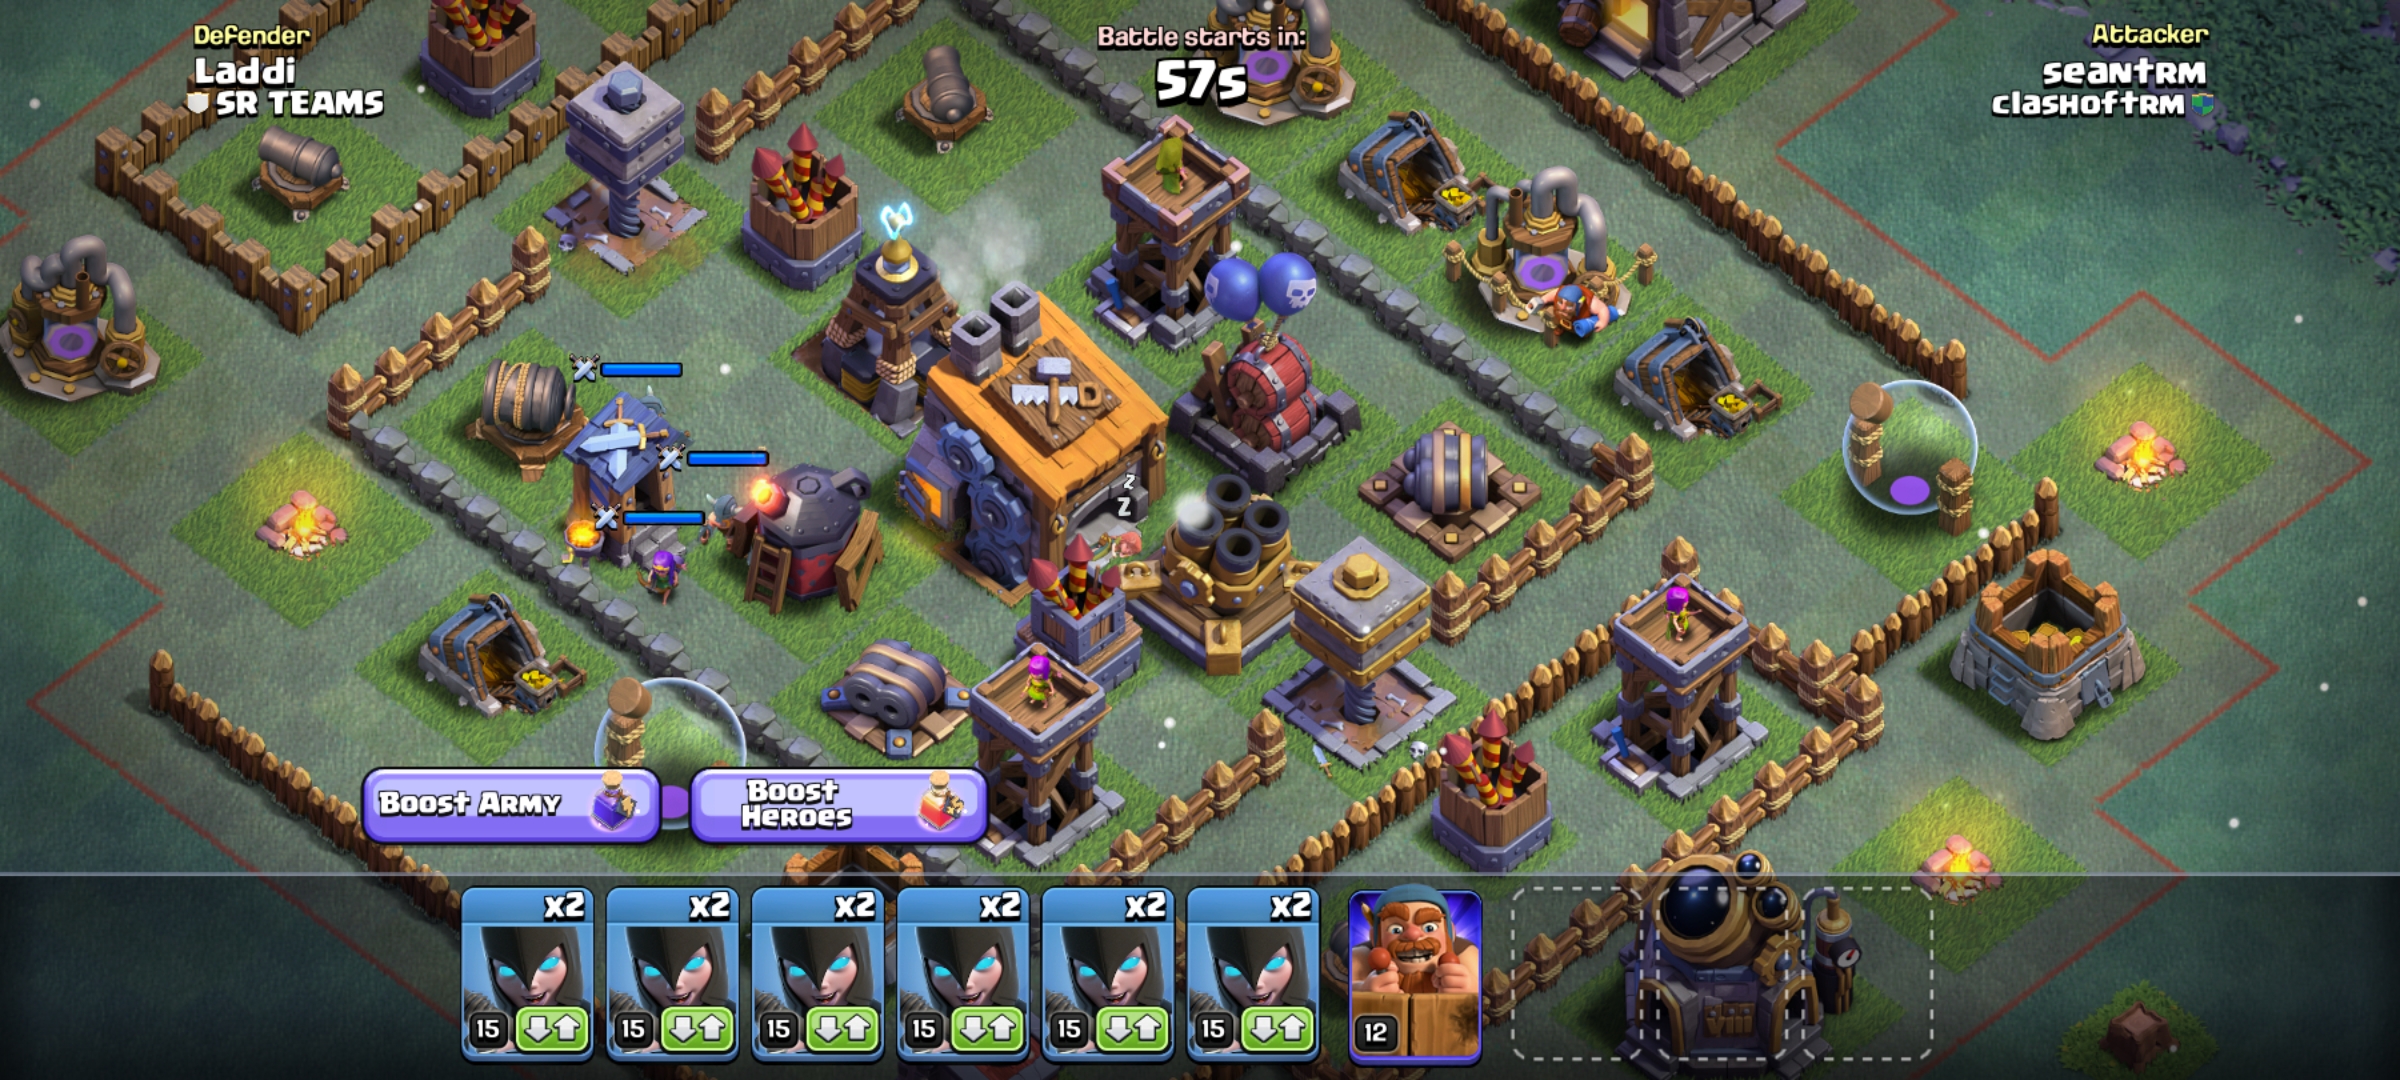 Defender
Laddi
SR TEAMS
Battle starts in:
57s
Attacker
seantRM
clashoftRM
z
Z
Boost Army
Boost
Heroes
x2
x2
x2
x2
x2
x2
15
15
15
15
15
15
12
VIII